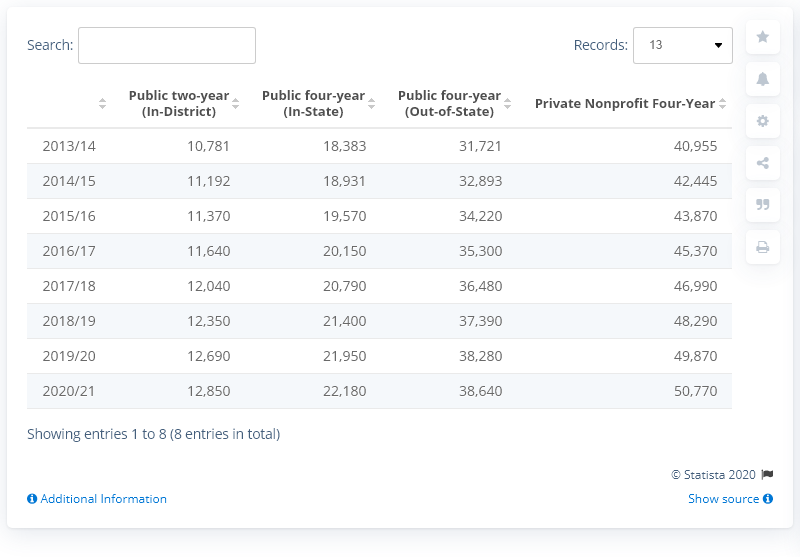 Search:
Records: 13
Public two-year (In-District) Public four-year (In-State) Public four-year (Out-of-State) Private Nonprofit Four-Year
2013/14 10,781 18,383 31,721 40,955
2014/15 11,192 18,931 32,893 42,445
2015/16 11,370 19,570 34,220 43,870
2016/17 11,640 20,150 35,300 45,370
2017/18 12,040 20,790 36,480 46,990
2018/19 12,350 21,400 37,390 48,290
2019/20 12,690 21,950 38,280 49,870
2020/21 12,850 22,180 38,640 50,770
Showing entries 1 to 8 (8 entries in total)
© Statista 2020
Additional Information
Show source